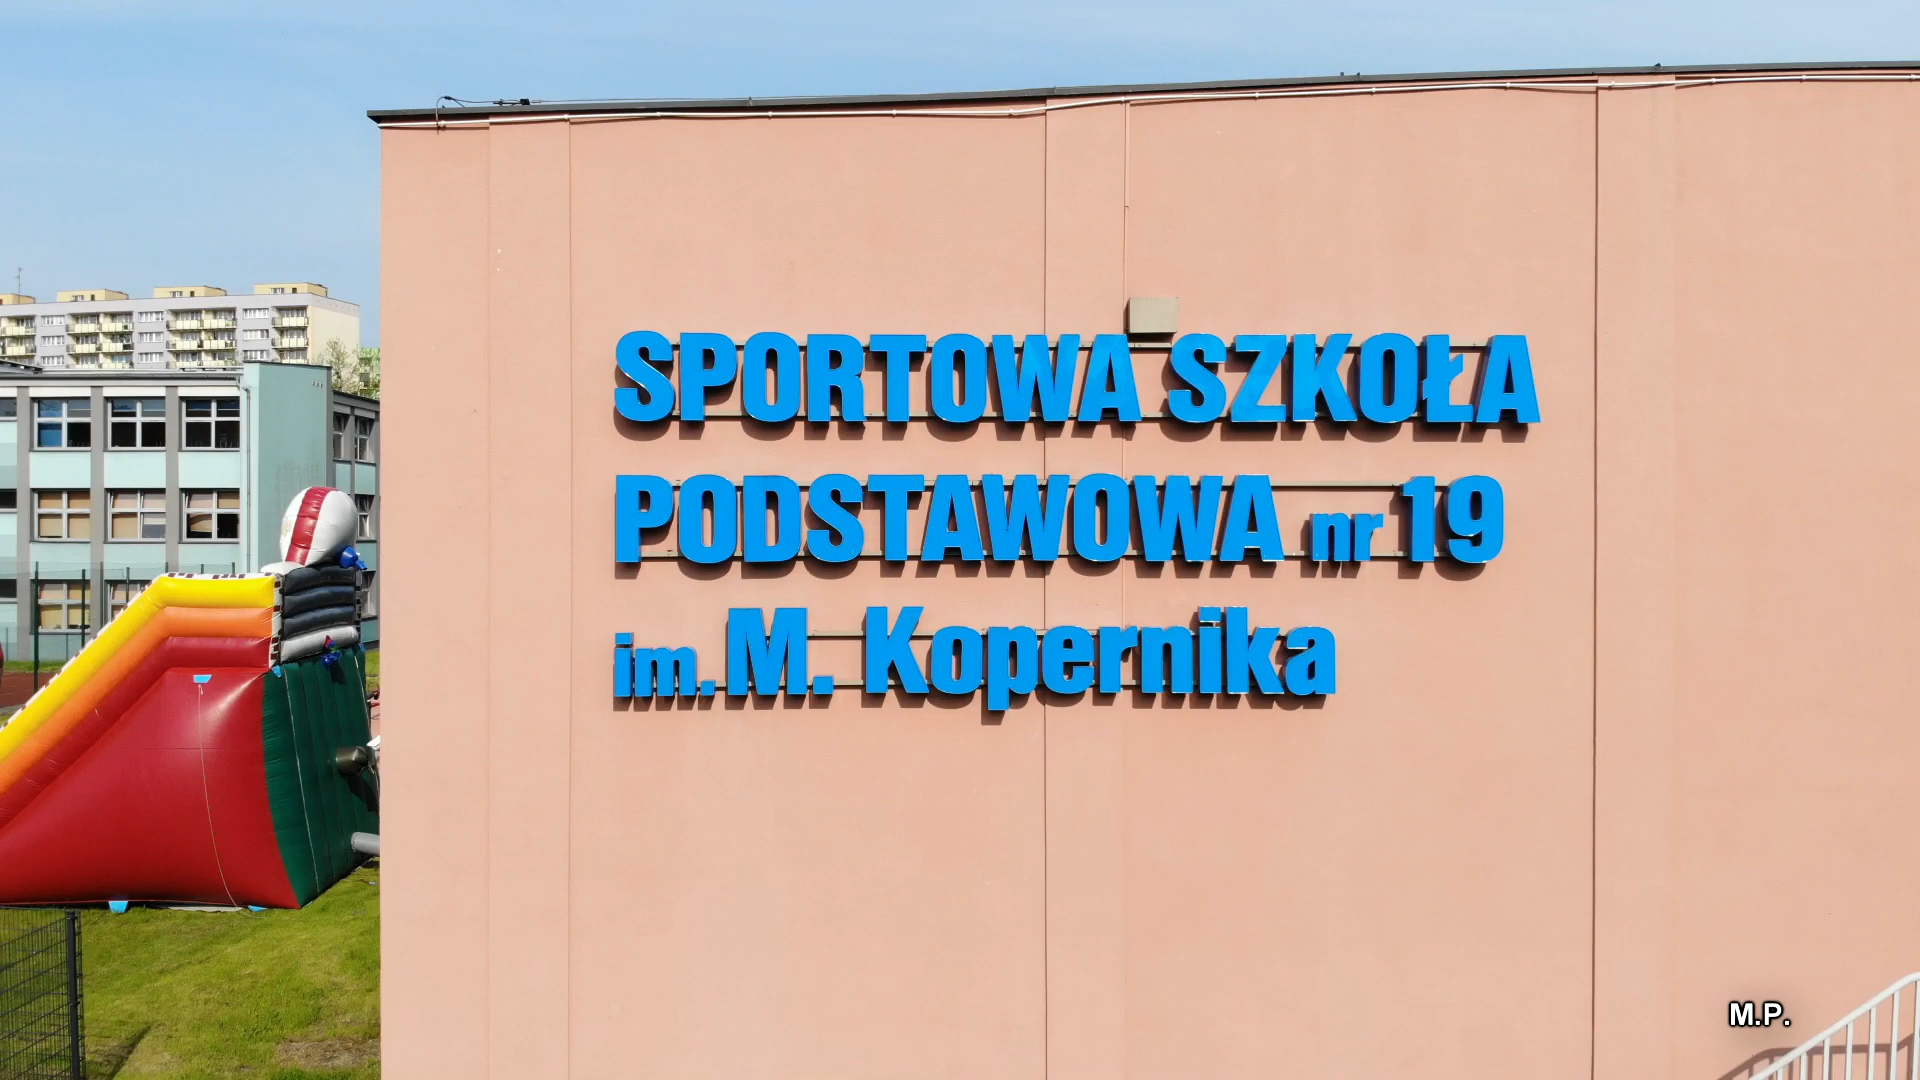 SPORTOWA SZKOŁA
PODSTAWOWA nr 19
im. M. Kopernika
M.P.